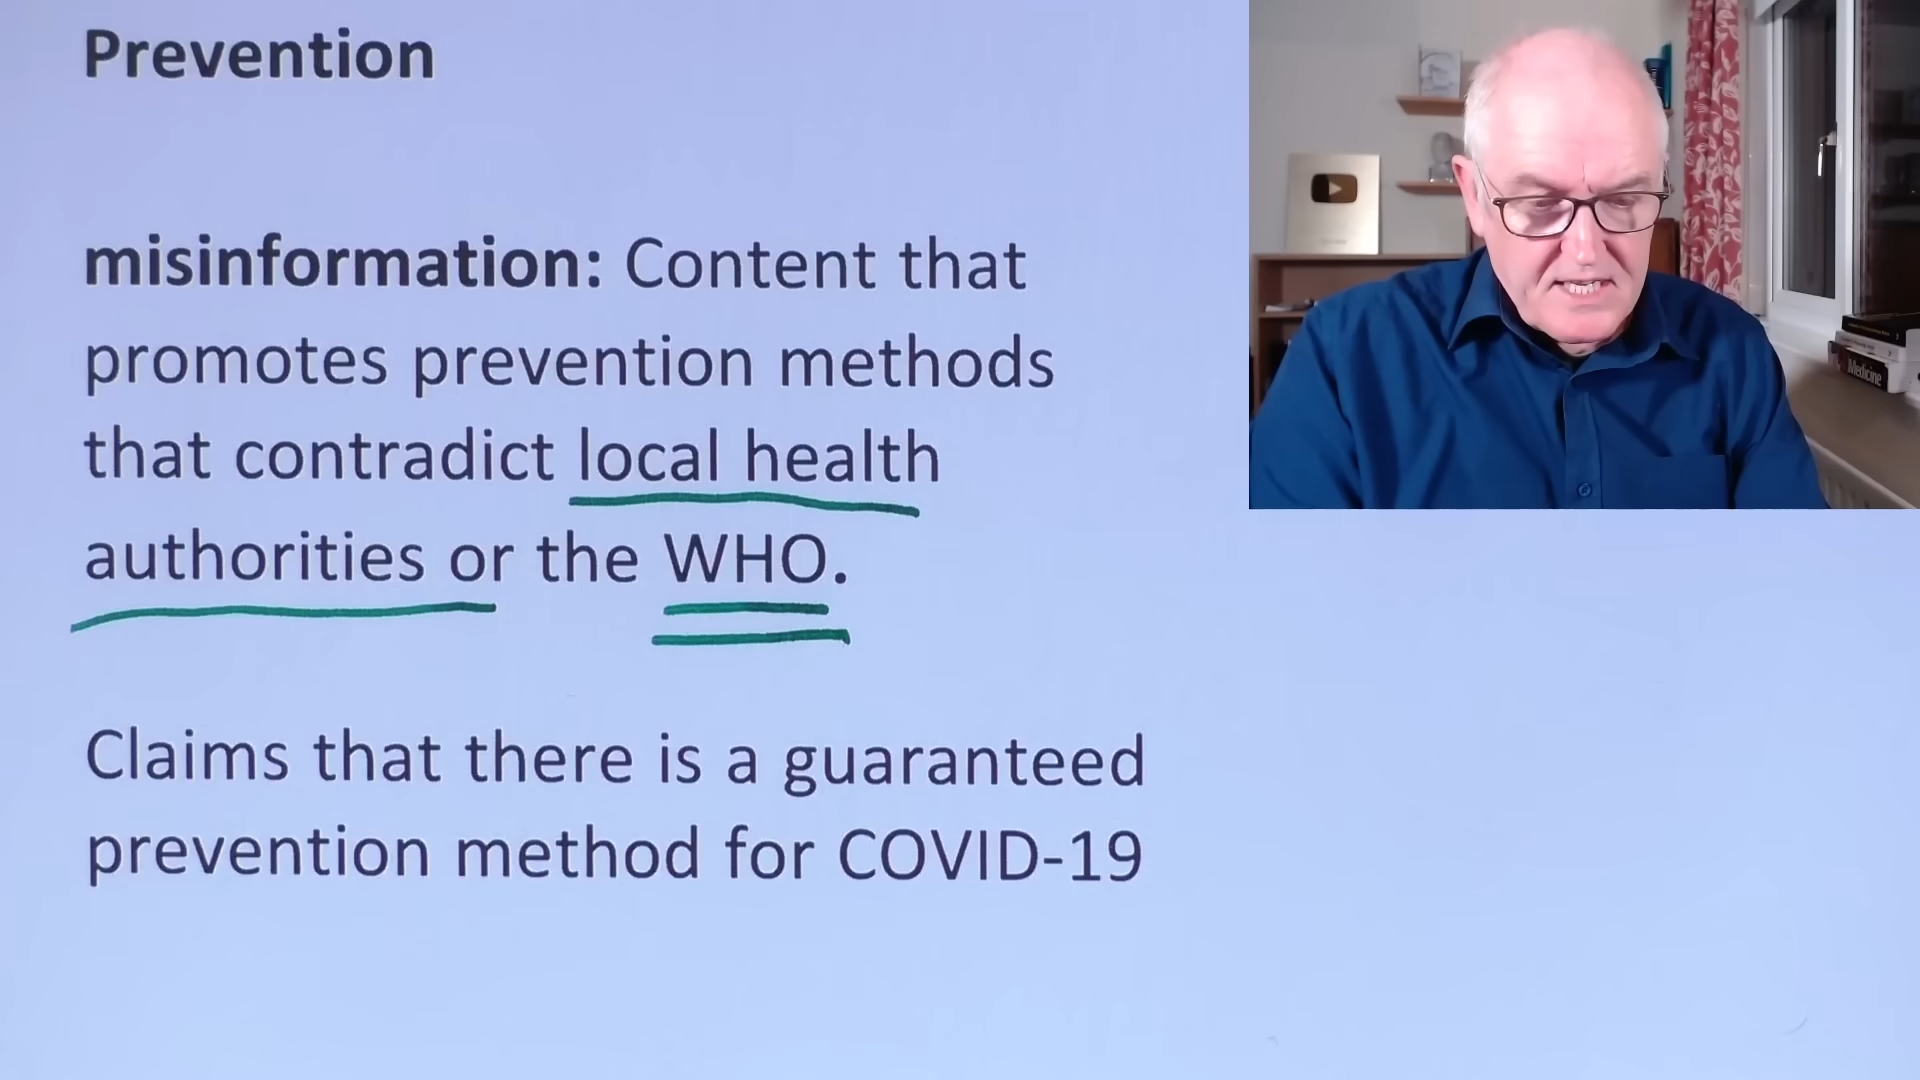 Prevention
misinformation: Content that
promotes prevention methods
that contradict local health
authorities or the WHO.
Claims that there is a guaranteed
prevention method for COVID-19
Medicine